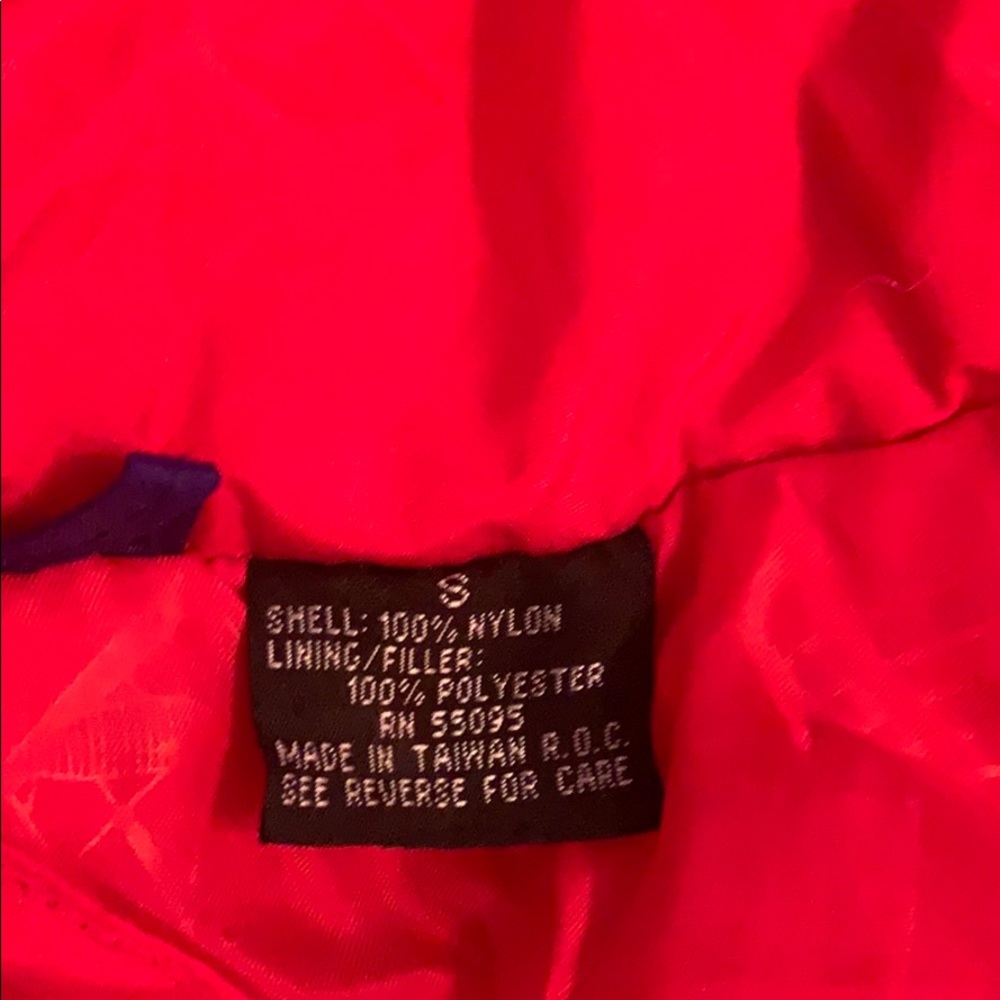 S
SHELL: 100% NYLON
LINING/FILLER:
100% POLYESTER
RN 55095
MADE IN TAIWAN R.O.C.
SEE REVERSE FOR CARE